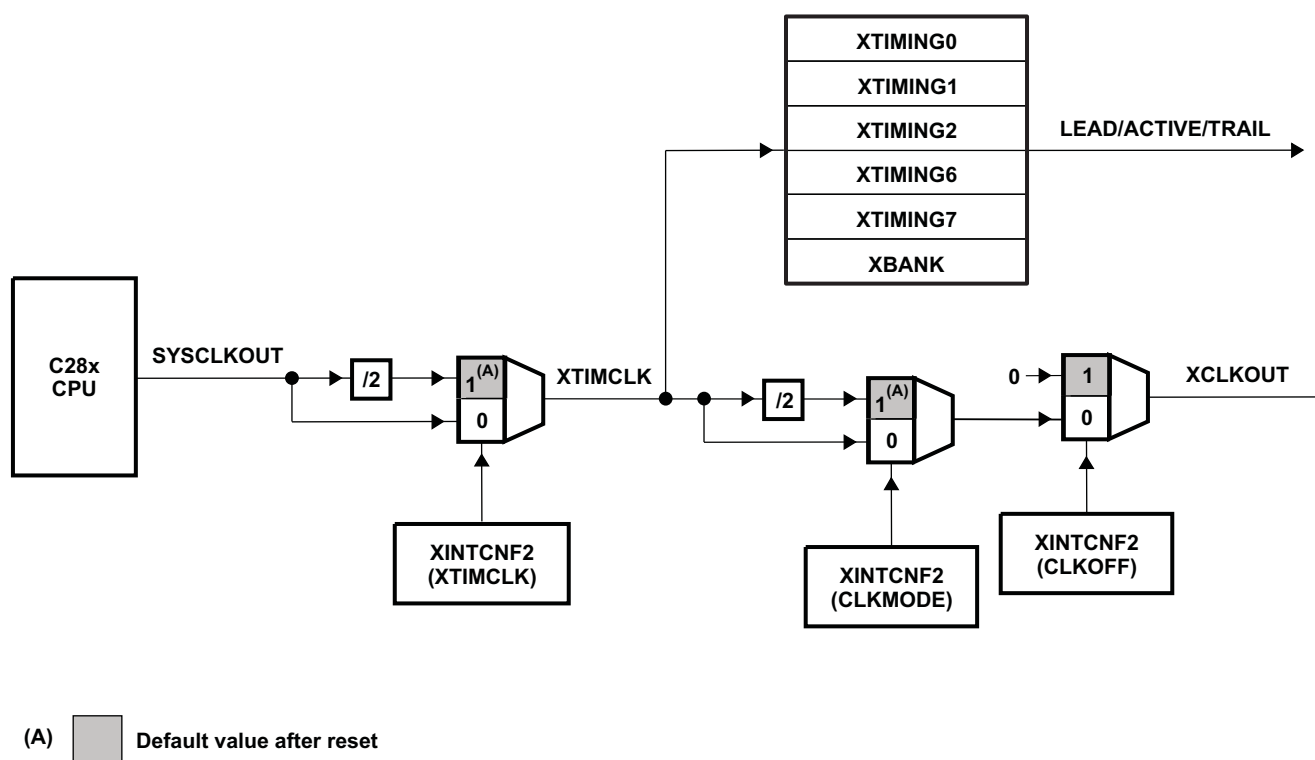 XTIMING0
XTIMING1
XTIMING2
LEAD/ACTIVE/TRAIL
XTIMING6
XTIMING7
XBANK
C28x
CPU
SYSCLKOUT
/2
1(A)
0
XTIMCLK
/2
1(A)
0
0
1
0
XCLKOUT
XINTCNF2
(XTIMCLK)
XINTCNF2
(CLKMODE)
XINTCNF2
(CLKOFF)
(A) Default value after reset